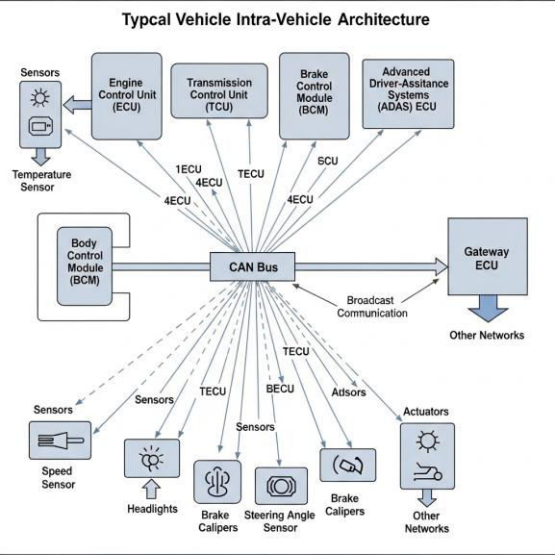 Typcal Vehicle Intra-Vehicle Architecture
Sensors
Temperature
Sensor
Engine
Control Unit
(ECU)
Transmission
Control Unit
(TCU)
Brake
Control
Module
(BCM)
Advanced
Driver-Assitance
Systems
(ADAS) ECU
1ECU
4ECU
4ECU
TECU
SCU
4ECU
Body
Control
Module
(BCM)
CAN Bus
Gateway
ECU
Broadcast
Communication
Other Networks
TECU
Sensors
Sensors
TECU
BECU
Adsors
Sensors
Actuators
Speed
Sensor
Headlights
Brake
Calipers
Steering Angle
Sensor
Brake
Calipers
Other
Networks